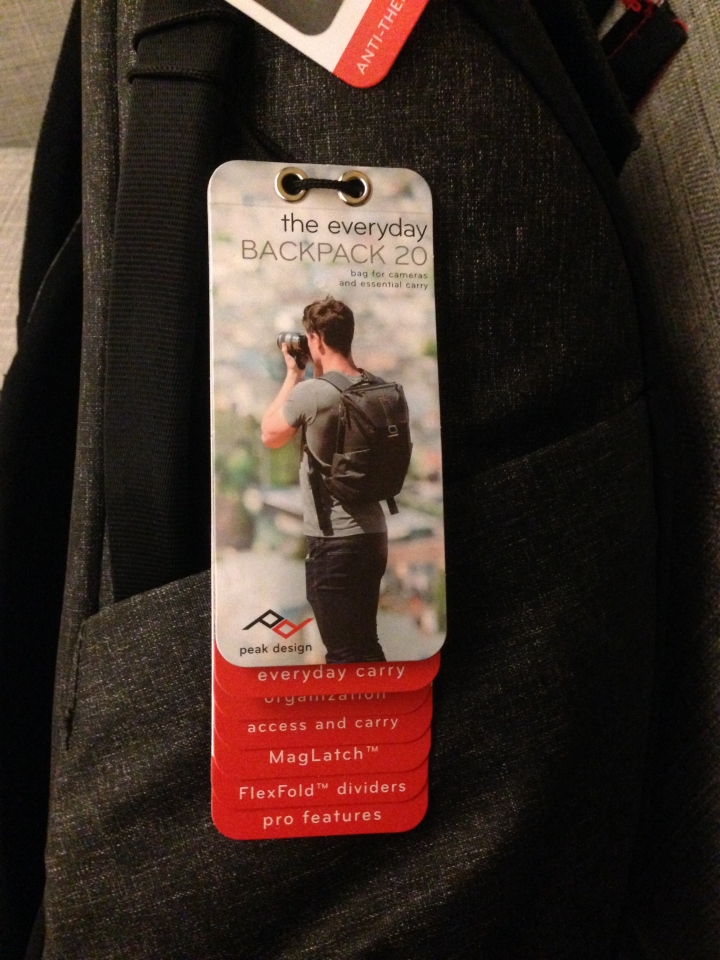 ANTI-THE
the everyday
BACKPACK 20
bag for cameras
and essential carry
peak design
everyday carry
organization
access and carry
MagLatch™
FlexFold™ dividers
pro features